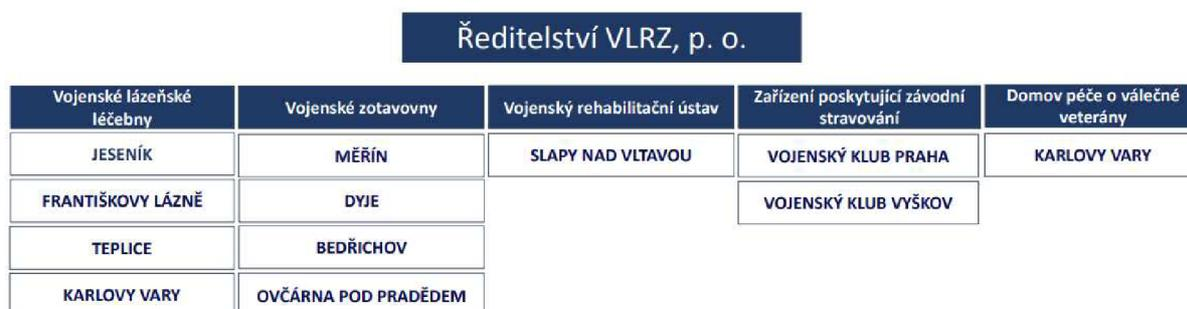 Ředitelství VLRZ, p. o.
Vojenské lázeňské
léčebny
JESENÍK
FRANTIŠKOVY LÁZNĚ
TEPLICE
KARLOVY VARY
Vojenské zotavovny
MĚŘÍN
DYJE
BEDŘICHOV
OVČÁRNA POD PRADĚDEM
Vojenský rehabilitační ústav
SLAPY NAD VLTAVOU
Zařízení poskytující závodní
stravování
VOJENSKÝ KLUB PRAHA
VOJENSKÝ KLUB VYŠKOV
Domov péče o válečné
veterány
KARLOVY VARY